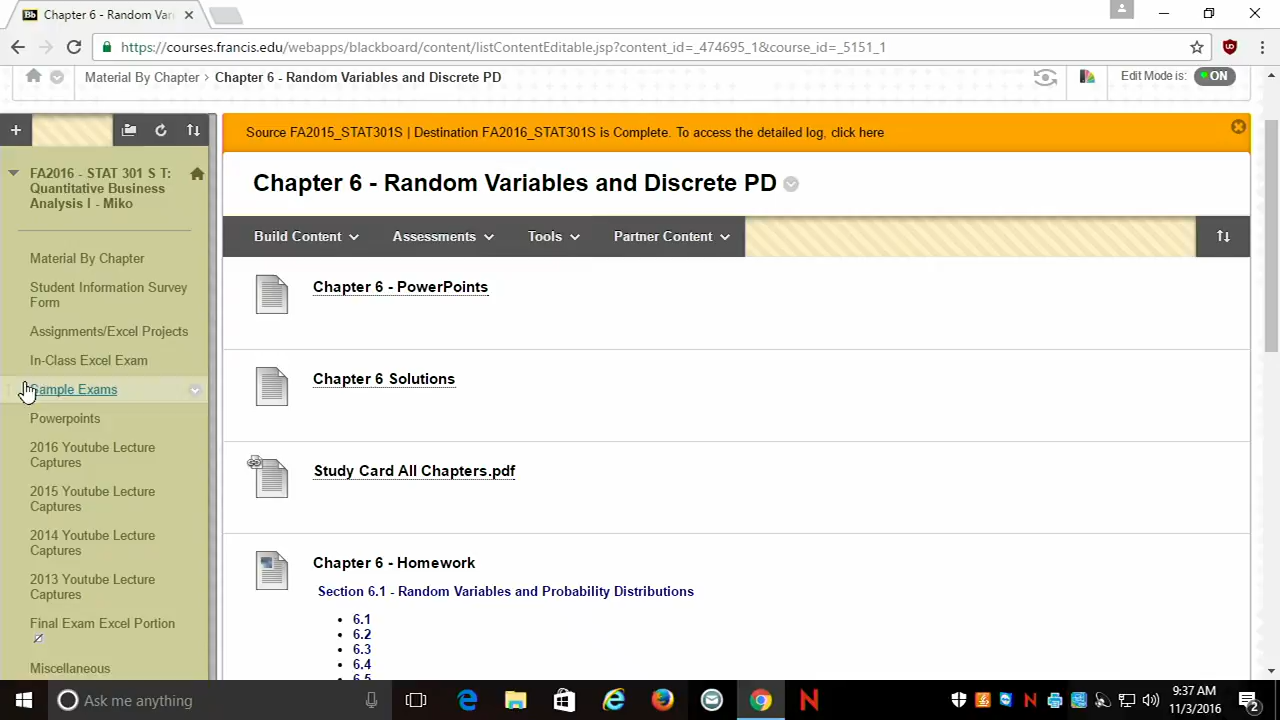 Bb Chapter 6 - Random Var
https://courses.francis.edu/webapps/blackboard/content/listContentEditable.jsp?content_id=_474695_1&course_id=_5151_1
Material By Chapter > Chapter 6 - Random Variables and Discrete PD
Edit Mode is: ON
Source FA2015_STAT301S | Destination FA2016_STAT301S is Complete. To access the detailed log, click here
FA2016 - STAT 301 S T:
Quantitative Business
Analysis I - Miko
Material By Chapter
Student Information Survey
Form
Assignments/Excel Projects
In-Class Excel Exam
Sample Exams
Powerpoints
2016 Youtube Lecture
Captures
2015 Youtube Lecture
Captures
2014 Youtube Lecture
Captures
2013 Youtube Lecture
Captures
Final Exam Excel Portion
Miscellaneous
Chapter 6 - Random Variables and Discrete PD
Build Content Assessments Tools Partner Content
Chapter 6 - PowerPoints
Chapter 6 Solutions
Study Card All Chapters.pdf
Chapter 6 - Homework
Section 6.1 - Random Variables and Probability Distributions
• 6.1
• 6.2
• 6.3
• 6.4
• 6.5
Ask me anything
9:37 AM
11/3/2016
2